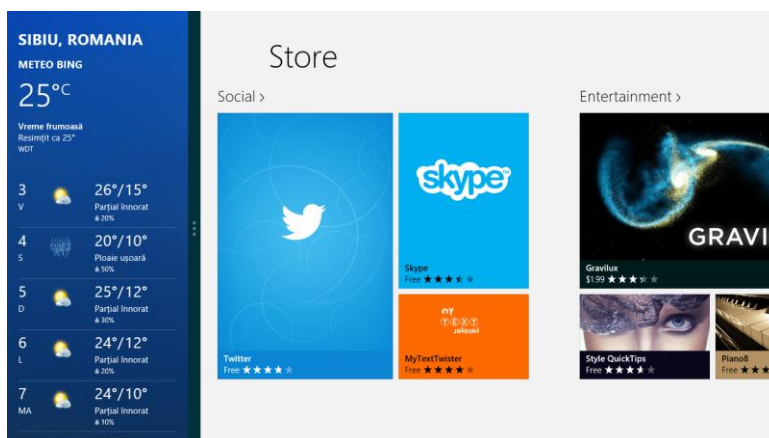 SIBIU, ROMANIA
METEO BING
25°C
Vreme frumoasă
Resimțit ca 25°
WDT
3 26°/15°
V Parțial înnorat
20%
4 20°/10°
S Ploaie ușoară
50%
5 25°/12°
D Parțial înnorat
30%
6 24°/12°
L Parțial înnorat
20%
7 24°/10°
MA Parțial înnorat
10%
Store
Social ›
Twitter
Free
skype
Skype
Free
MY
TEXT
MyTextTwister
Free
Entertainment ›
GRAVI
Gravilux
$1.99
Style QuickTips
Free
Piano8
Free